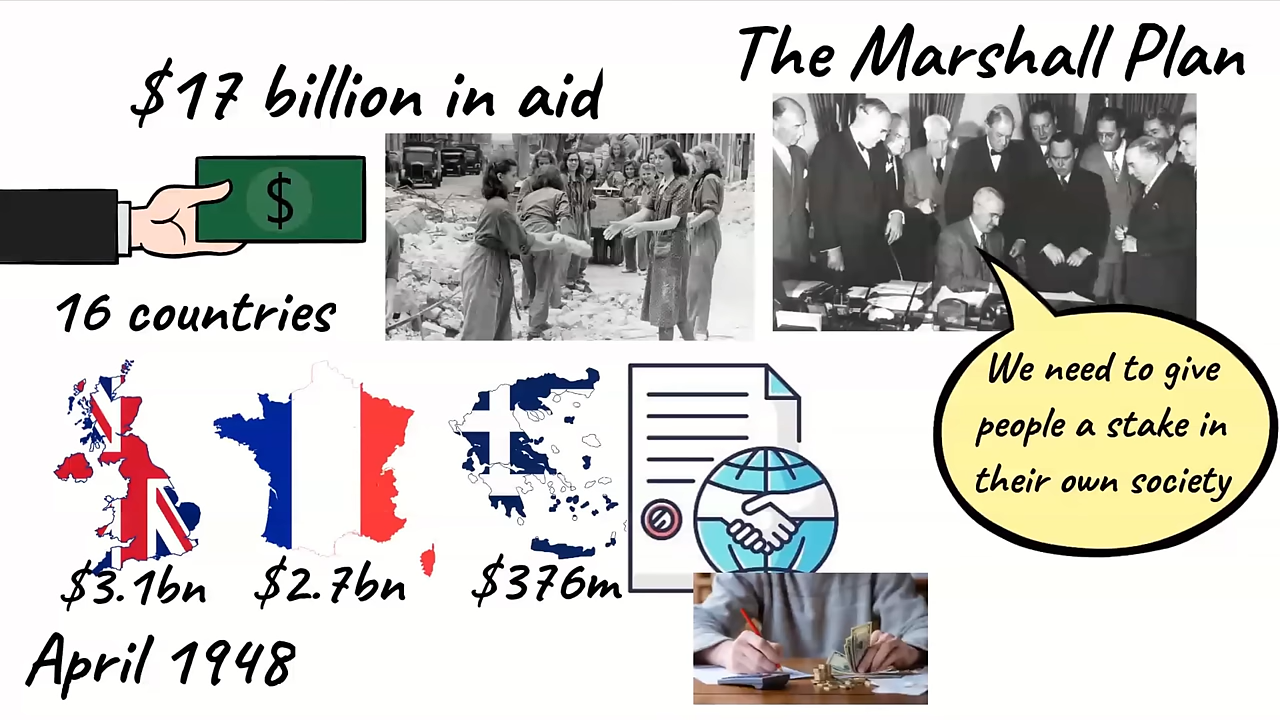 The Marshall Plan
$17 billion in aid
$
16 countries
We need to give
people a stake in
their own society
$3.1bn
$2.7bn
$376m
April 1948